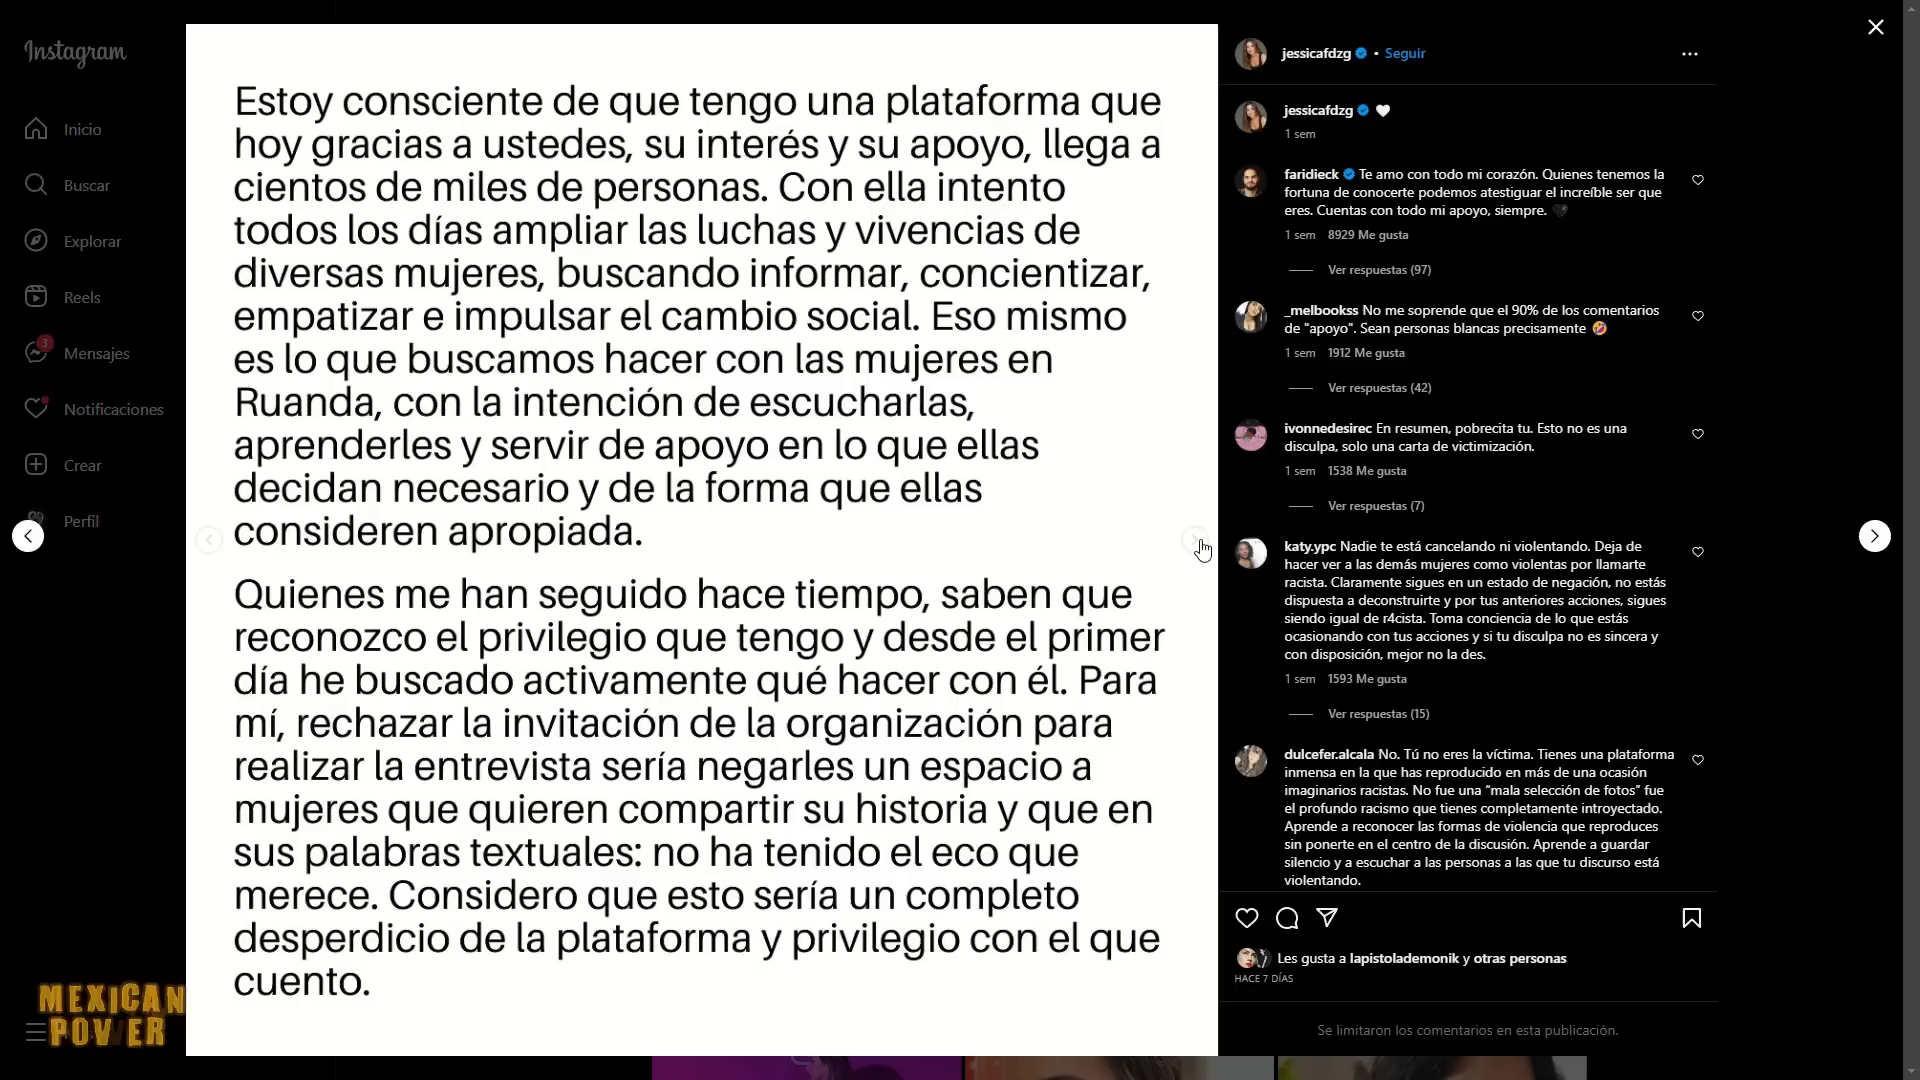 Instagram
Inicio
Buscar
Explorar
Reels
3
Mensajes
Notificaciones
Crear
Perfil
MEXICAN
POWER
Estoy consciente de que tengo una plataforma que
hoy gracias a ustedes, su interés y su apoyo, llega a
cientos de miles de personas. Con ella intento
todos los días ampliar las luchas y vivencias de
diversas mujeres, buscando informar, concientizar,
empatizar e impulsar el cambio social. Eso mismo
es lo que buscamos hacer con las mujeres en
Ruanda, con la intención de escucharlas,
aprenderles y servir de apoyo en lo que ellas
decidan necesario y de la forma que ellas
consideren apropiada.
Quienes me han seguido hace tiempo, saben que
reconozco el privilegio que tengo y desde el primer
día he buscado activamente qué hacer con él. Para
mí, rechazar la invitación de la organización para
realizar la entrevista sería negarles un espacio a
mujeres que quieren compartir su historia y que en
sus palabras textuales: no ha tenido el eco que
merece. Considero que esto sería un completo
desperdicio de la plataforma y privilegio con el que
cuento.
jessicafdzg • Seguir
jessicafdzg 🤍
1 sem
faridieck Te amo con todo mi corazón. Quienes tenemos la
fortuna de conocerte podemos atestiguar el increíble ser que
eres. Cuentas con todo mi apoyo, siempre. 🖤
1 sem 8929 Me gusta
Ver respuestas (97)
_melbookss No me soprende que el 90% de los comentarios
de "apoyo". Sean personas blancas precisamente 🤣
1 sem 1912 Me gusta
Ver respuestas (42)
ivonnedesirec En resumen, pobrecita tu. Esto no es una
disculpa, solo una carta de victimización.
1 sem 1538 Me gusta
Ver respuestas (7)
katy.ypc Nadie te está cancelando ni violentando. Deja de
hacer ver a las demás mujeres como violentas por llamarte
racista. Claramente sigues en un estado de negación, no estás
dispuesta a deconstruirte y por tus anteriores acciones, sigues
siendo igual de r4cista. Toma conciencia de lo que estás
ocasionando con tus acciones y si tu disculpa no es sincera y
con disposición, mejor no la des.
1 sem 1593 Me gusta
Ver respuestas (15)
dulcefer.alcala No. Tú no eres la víctima. Tienes una plataforma
inmensa en la que has reproducido en más de una ocasión
imaginarios racistas. No fue una “mala selección de fotos” fue
el profundo racismo que tienes completamente introyectado.
Aprende a reconocer las formas de violencia que reproduces
sin ponerte en el centro de la discusión. Aprende a guardar
silencio y a escuchar a las personas a las que tu discurso está
violentando.
Les gusta a lapistolademonik y otras personas
HACE 7 DÍAS
Se limitaron los comentarios en esta publicación.